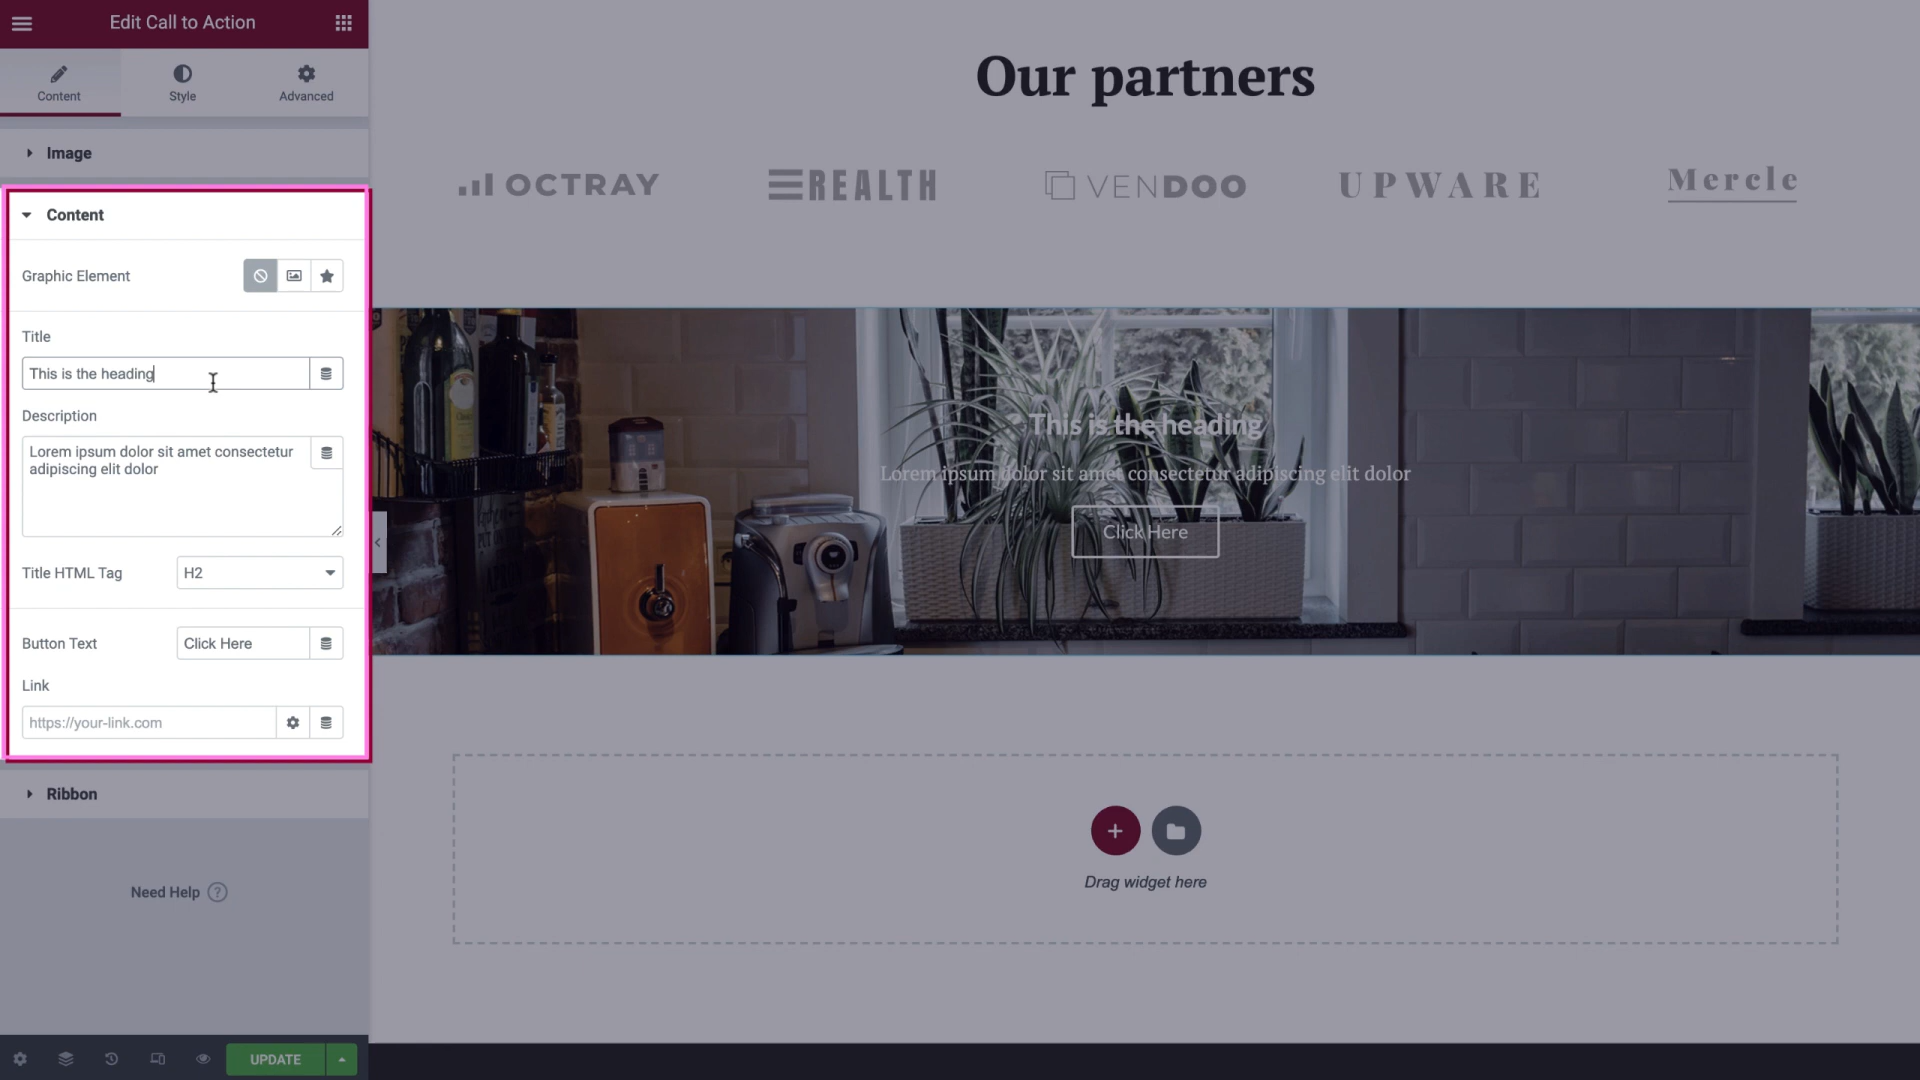 Edit Call to Action
Content
Style
Advanced
Image
Content
Graphic Element
Title
This is the heading
Description
Lorem ipsum dolor sit amet consectetur
adipiscing elit dolor
Title HTML Tag
H2
Button Text
Click Here
Link
https://your-link.com
Ribbon
Need Help
UPDATE
Our partners
OCTRAY
REALTH
VENDOO
UPWARE
Mercle
This is the heading
Lorem ipsum dolor sit amet consectetur adipiscing elit dolor
Click Here
Drag widget here